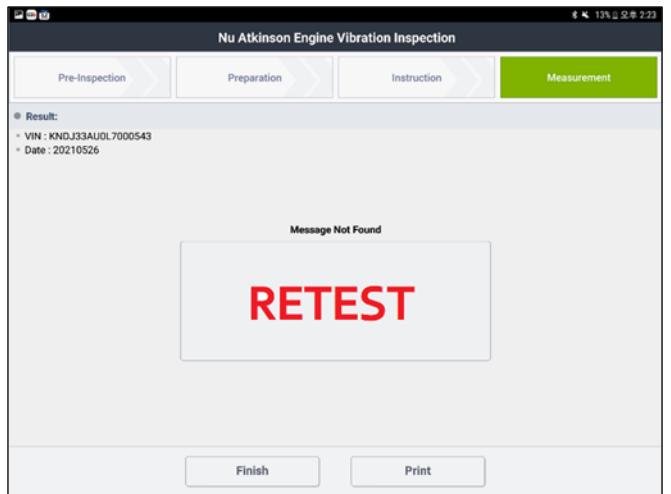 13% 오후 2:23
Nu Atkinson Engine Vibration Inspection
Pre-Inspection
Preparation
Instruction
Measurement
Result:
VIN : KNDJ33AU0L7000543
Date : 20210526
Message Not Found
RETEST
Finish
Print